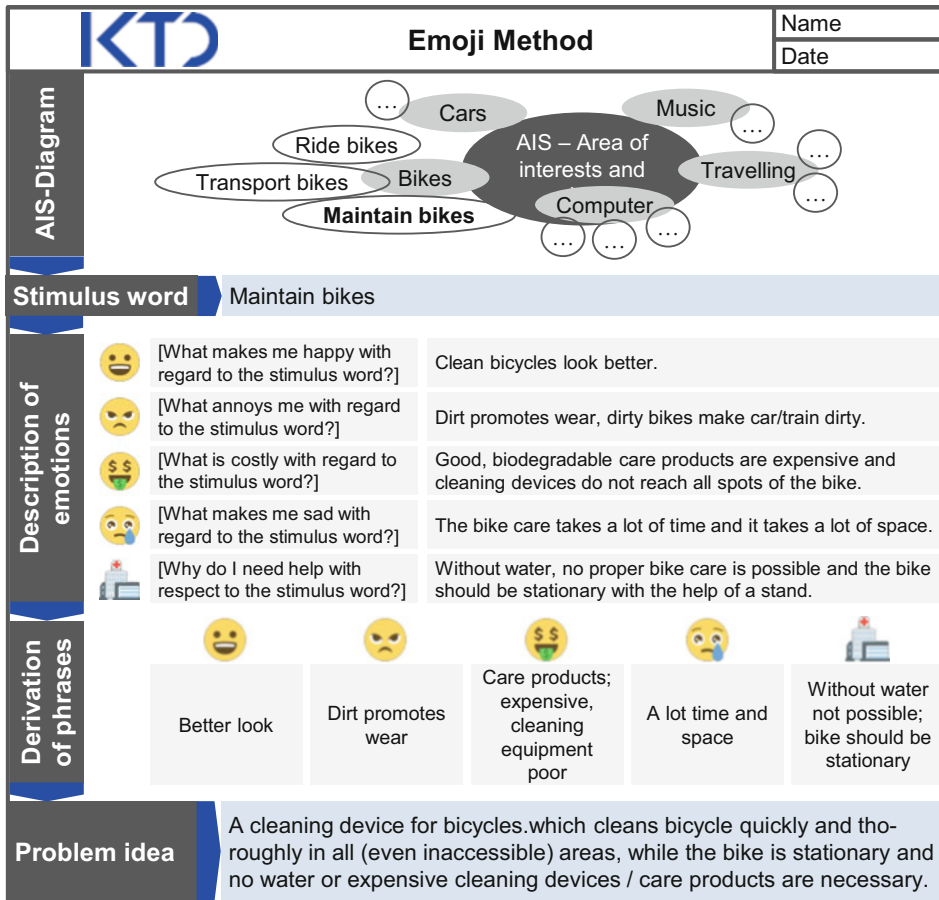 KTC
Emoji Method
Name
Date
AIS-Diagram
…
Cars
Music
…
Ride bikes
AIS – Area of
interests and
…
Transport bikes
Bikes
Travelling
…
Maintain bikes
Computer
…
…
…
Stimulus word
Maintain bikes
Description of
emotions
[What makes me happy with
regard to the stimulus word?]
Clean bicycles look better.
[What annoys me with regard
to the stimulus word?]
Dirt promotes wear, dirty bikes make car/train dirty.
[What is costly with regard to
the stimulus word?]
Good, biodegradable care products are expensive and
cleaning devices do not reach all spots of the bike.
[What makes me sad with
regard to the stimulus word?]
The bike care takes a lot of time and it takes a lot of space.
[Why do I need help with
respect to the stimulus word?]
Without water, no proper bike care is possible and the bike
should be stationary with the help of a stand.
Derivation
of phrases
Better look
Dirt promotes
wear
Care products;
expensive,
cleaning
equipment
poor
A lot time and
space
Without water
not possible;
bike should be
stationary
Problem idea
A cleaning device for bicycles.which cleans bicycle quickly and tho-
roughly in all (even inaccessible) areas, while the bike is stationary and
no water or expensive cleaning devices / care products are necessary.